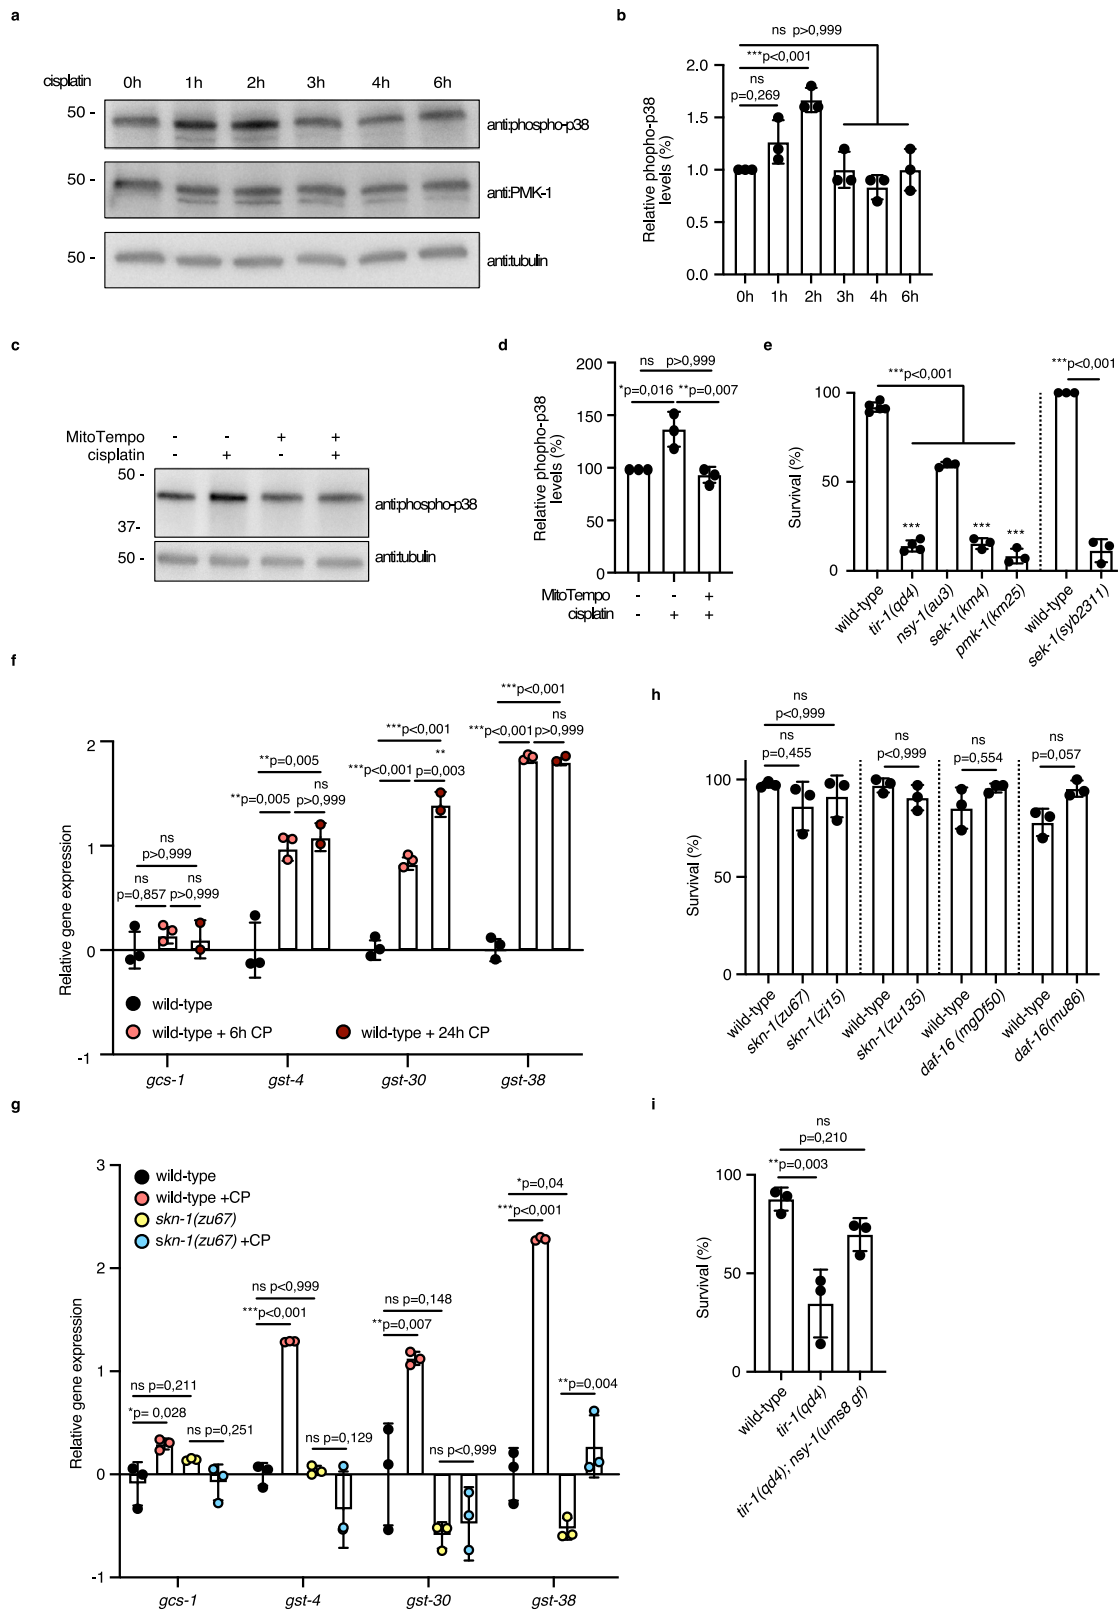 a
cisplatin 0h 1h 2h 3h 4h 6h
50 -
anti:phospho-p38
50 -
anti:PMK-1
50 -
anti:tubulin
b
ns p>0,999
***p<0,001
ns
p=0,269
Relative phopho-p38
levels (%)
2.0
1.5
1.0
0.5
0.0
0h 1h 2h 3h 4h 6h
c
MitoTempo - - + +
cisplatin - + - +
50 -
anti:phospho-p38
37-
50 -
anti:tubulin
d
ns p>0,999
*p=0,016 **p=0,007
Relative phopho-p38
levels (%)
200
150
100
50
0
MitoTempo - - +
cisplatin - + +
e
***p<0,001
***p<0,001
Survival (%)
100
50
0
*** *** ***
wild-type
tir-1(qd4)
nsy-1(au3)
sek-1(km4)
pmk-1(km25)
wild-type
sek-1(syb2311)
f
Relative gene expression
2
1
0
-1
ns
p>0,999
ns
p=0,857
ns
p>0,999
**p=0,005
**p=0,005
ns
p>0,999
***p<0,001
***p<0,001
**
p=0,003
***p<0,001
***p<0,001
ns
p>0,999
wild-type
wild-type + 6h CP
wild-type + 24h CP
gcs-1 gst-4 gst-30 gst-38
h
ns
p<0,999
ns
p=0,455
ns
p<0,999
ns
p=0,554
ns
p=0,057
Survival (%)
100
50
0
wild-type
skn-1(zu67)
skn-1(zj15)
wild-type
skn-1(zu135)
wild-type
daf-16 (mgDf50)
wild-type
daf-16(mu86)
g
Relative gene expression
3
2
1
0
-1
wild-type
wild-type +CP
skn-1(zu67)
skn-1(zu67) +CP
ns p=0,211
*p= 0,028
ns p=0,251
ns p<0,999
***p<0,001
ns p=0,129
ns p=0,148
**p=0,007
ns p<0,999
*p=0,04
***p<0,001
**p=0,004
gcs-1 gst-4 gst-30 gst-38
i
ns
p=0,210
**p=0,003
Survival (%)
100
50
0
wild-type
tir-1(qd4)
tir-1(qd4); nsy-1(ums8 gf)